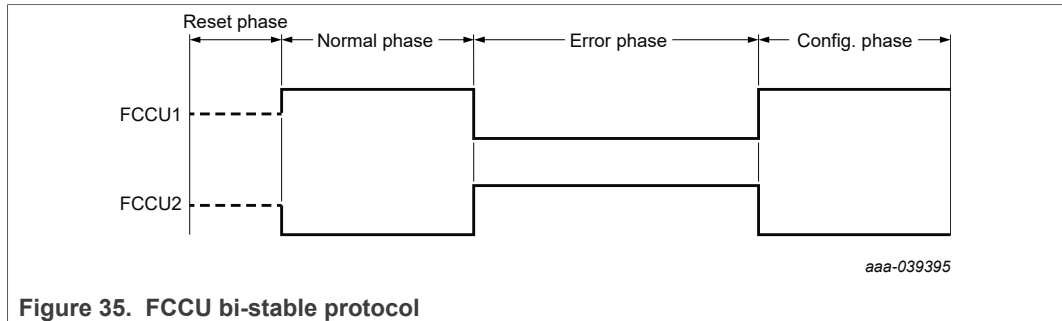 Reset phase
Normal phase
Error phase
Config. phase
FCCU1
FCCU2
aaa-039395
Figure 35. FCCU bi-stable protocol